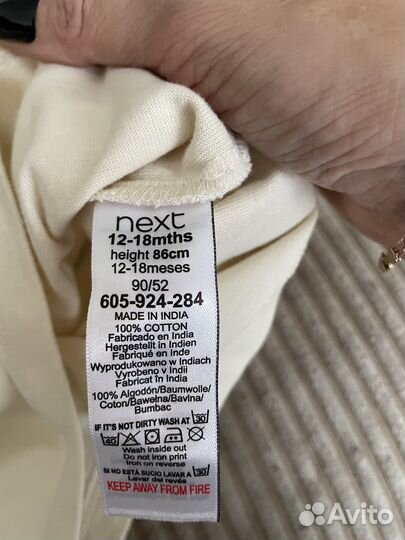 next
12-18mths
height 86cm
12-18meses
90/52
605-924-284
MADE IN INDIA
100% COTTON
Fabricado en India
Hergestellt in Indien
Fabriqué en Inde
Wyprodukowano w Indiach
Vyrobeno v Indii
Fabricat în India
100% Algodón/Baumwolle/
Coton/Bawełna/Bavlna/
Bumbac
IF IT'S NOT DIRTY WASH AT 30
40
Wash inside out
Do not iron print
Iron on reverse
SI NO ESTÁ SUCIO LAVAR A 30
Lavar del revés
KEEP AWAY FROM FIRE
Avito